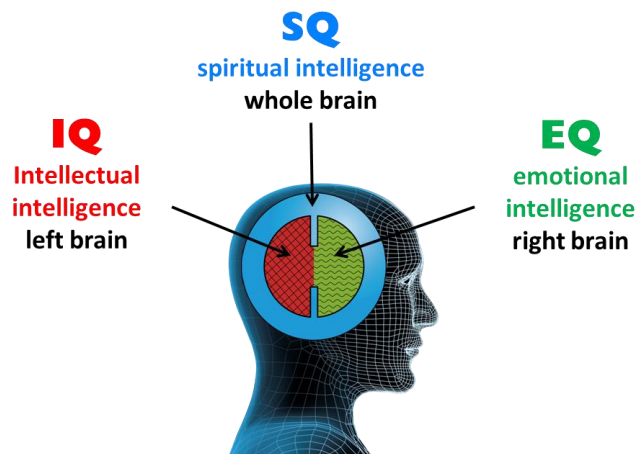 SQ
spiritual intelligence
whole brain
IQ
Intellectual
intelligence
left brain
EQ
emotional
intelligence
right brain